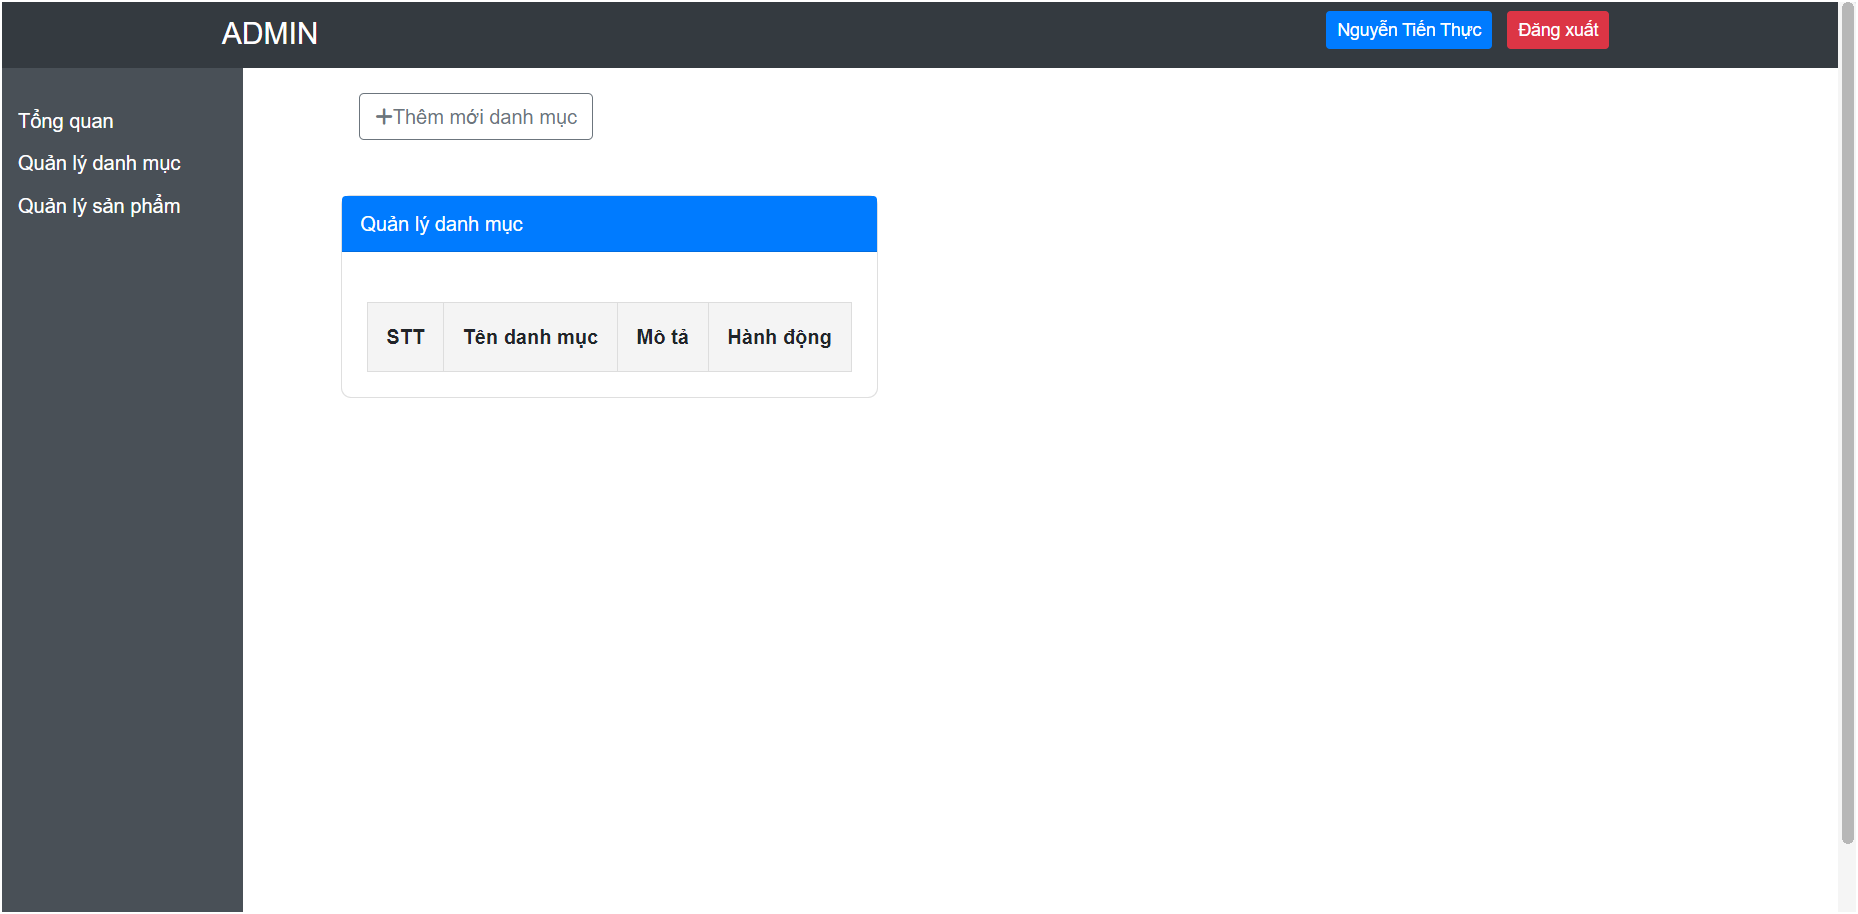 ADMIN
Nguyễn Tiến Thực
Đăng xuất
Tổng quan
Quản lý danh mục
Quản lý sản phẩm
+Thêm mới danh mục
Quản lý danh mục
STT Tên danh mục Mô tả Hành động